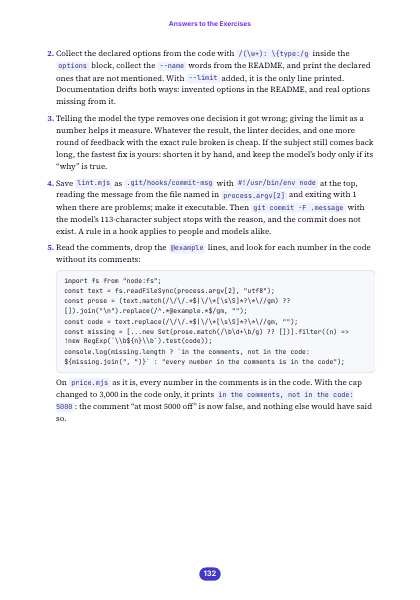 Answers to the Exercises
2. Collect the declared options from the code with /(\w+): \{type:/g inside the
options block, collect the --name words from the README, and print the declared
ones that are not mentioned. With --limit added, it is the only line printed.
Documentation drifts both ways: invented options in the README, and real options
missing from it.
3. Telling the model the type removes one decision it got wrong; giving the limit as a
number helps it measure. Whatever the result, the linter decides, and one more
round of feedback with the exact rule broken is cheap. If the subject still comes back
long, the fastest fix is yours: shorten it by hand, and keep the model's body only if its
“why” is true.
4. Save lint.mjs as .git/hooks/commit-msg with #!/usr/bin/env node at the top,
reading the message from the file named in process.argv[2] and exiting with 1
when there are problems; make it executable. Then git commit -F .message with
the model's 113-character subject stops with the reason, and the commit does not
exist. A rule in a hook applies to people and models alike.
5. Read the comments, drop the @example lines, and look for each number in the code
without its comments:
import fs from "node:fs";
const text = fs.readFileSync(process.argv[2], "utf8");
const prose = (text.match(/\/\/.*$|\/\*[\s\S]*?\*\//gm) ??
[]).join("\n").replace(/^.*@example.*$/gm, "");
const code = text.replace(/\/\/.*$|\/\*[\s\S]*?\*\//gm, "");
const missing = [...new Set(prose.match(/\b\d+\b/g) ?? [])].filter((n) =>
!new RegExp(`\\b${n}\\b`).test(code));
console.log(missing.length ? `in the comments, not in the code:
${missing.join(", ")}` : "every number in the comments is in the code");
On price.mjs as it is, every number in the comments is in the code. With the cap
changed to 3,000 in the code only, it prints in the comments, not in the code:
5000 : the comment “at most 5000 off” is now false, and nothing else would have said
so.
132